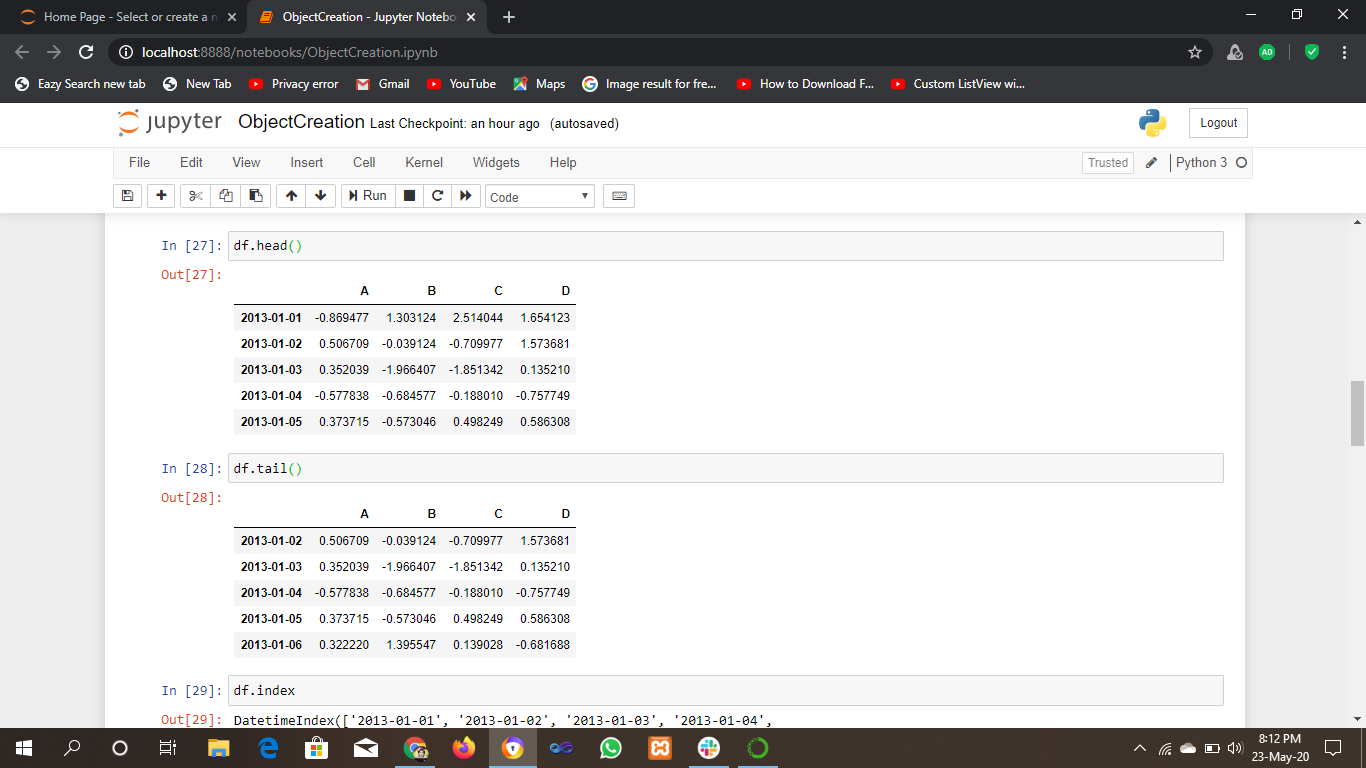 Home Page - Select or create a n
ObjectCreation - Jupyter Notebo
localhost:8888/notebooks/ObjectCreation.ipynb
AD
Eazy Search new tab
New Tab
Privacy error
Gmail
YouTube
Maps
Image result for fre...
How to Download F...
Custom ListView wi...
jupyter ObjectCreation Last Checkpoint: an hour ago (autosaved)
Logout
File Edit View Insert Cell Kernel Widgets Help
Trusted
Python 3
Run
Code
In [27]: df.head()
Out[27]:
A B C D
2013-01-01 -0.869477 1.303124 2.514044 1.654123
2013-01-02 0.506709 -0.039124 -0.709977 1.573681
2013-01-03 0.352039 -1.966407 -1.851342 0.135210
2013-01-04 -0.577838 -0.684577 -0.188010 -0.757749
2013-01-05 0.373715 -0.573046 0.498249 0.586308
In [28]: df.tail()
Out[28]:
A B C D
2013-01-02 0.506709 -0.039124 -0.709977 1.573681
2013-01-03 0.352039 -1.966407 -1.851342 0.135210
2013-01-04 -0.577838 -0.684577 -0.188010 -0.757749
2013-01-05 0.373715 -0.573046 0.498249 0.586308
2013-01-06 0.322220 1.395547 0.139028 -0.681688
In [29]: df.index
Out[29]: DatetimeIndex(['2013-01-01', '2013-01-02', '2013-01-03', '2013-01-04',
8:12 PM
23-May-20